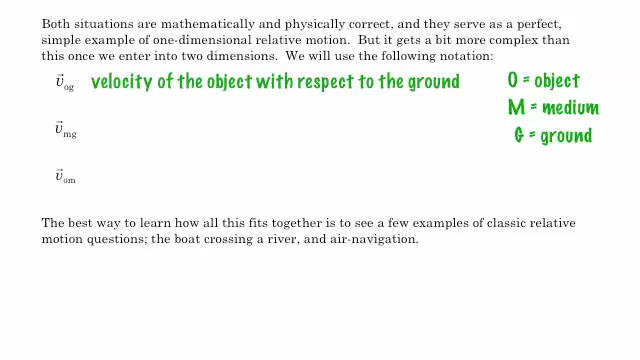 Both situations are mathematically and physically correct, and they serve as a perfect,
simple example of one-dimensional relative motion.  But it gets a bit more complex than
this once we enter into two dimensions.  We will use the following notation:
v⃗og velocity of the object with respect to the ground
O = object
M = medium
v⃗mg
G = ground
v⃗om
The best way to learn how all this fits together is to see a few examples of classic relative
motion questions; the boat crossing a river, and air-navigation.